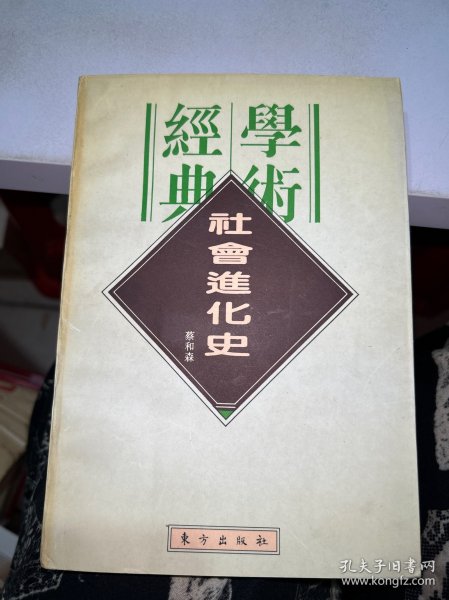 學術
經典
社會進化史
蔡和森
東方出版社
孔夫子旧书网
www.kongfz.com